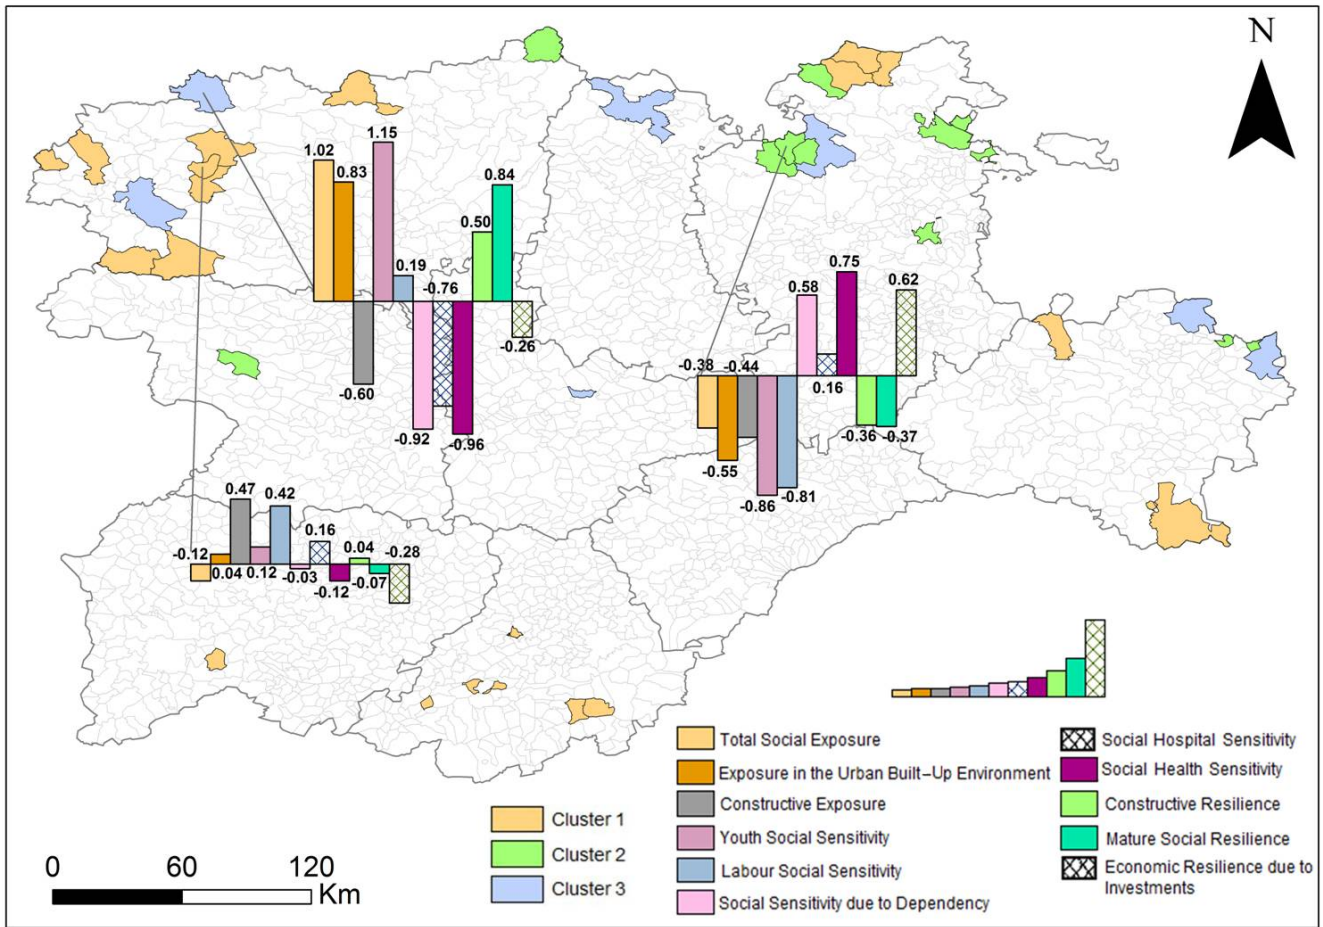 N
1.15
1.02
0.83
0.84
0.50
0.19
-0.76
-0.26
-0.60
-0.92
-0.96
0.75
0.58
0.62
-0.38
-0.44
0.16
-0.36
-0.37
-0.55
-0.81
-0.86
0.47
0.42
0.16
0.04
-0.28
-0.12
0.04
0.12
-0.03
-0.12
-0.07
Total Social Exposure
Exposure in the Urban Built–Up Environment
Constructive Exposure
Youth Social Sensitivity
Labour Social Sensitivity
Social Sensitivity due to Dependency
Social Hospital Sensitivity
Social Health Sensitivity
Constructive Resilience
Mature Social Resilience
Economic Resilience due to
Investments
Cluster 1
Cluster 2
Cluster 3
0 60 120
Km